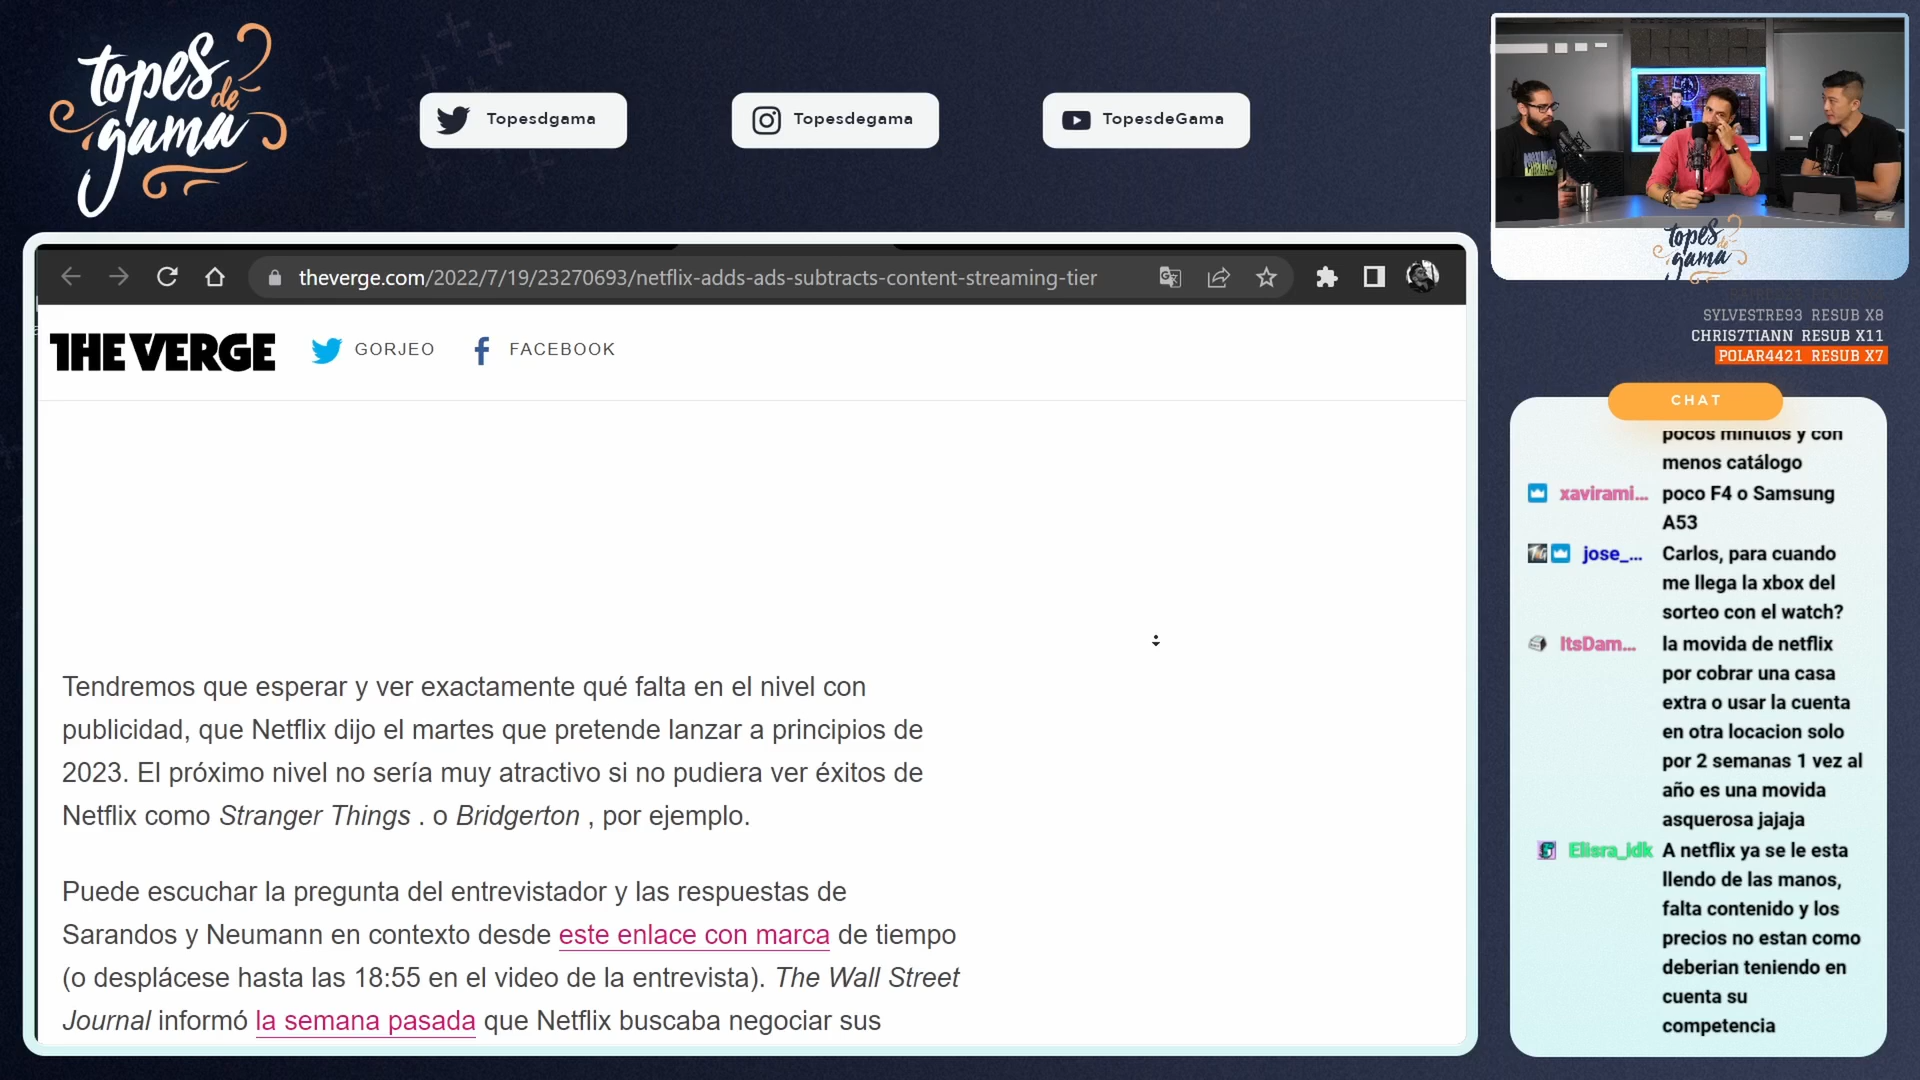 topes de gama
Topesdgama
Topesdegama
TopesdeGama
theverge.com/2022/7/19/23270693/netflix-adds-ads-subtracts-content-streaming-tier
THE VERGE
GORJEO
FACEBOOK
Tendremos que esperar y ver exactamente qué falta en el nivel con
publicidad, que Netflix dijo el martes que pretende lanzar a principios de
2023. El próximo nivel no sería muy atractivo si no pudiera ver éxitos de
Netflix como Stranger Things . o Bridgerton , por ejemplo.
Puede escuchar la pregunta del entrevistador y las respuestas de
Sarandos y Neumann en contexto desde este enlace con marca de tiempo
(o desplácese hasta las 18:55 en el video de la entrevista). The Wall Street
Journal informó la semana pasada que Netflix buscaba negociar sus
topes de gama
SYLVESTRE93 RESUB X8
CHRIS7TIANN RESUB X11
POLAR4421 RESUB X7
CHAT
pocos minutos y con
menos catálogo
xavirami... poco F4 o Samsung
A53
jose_... Carlos, para cuando
me llega la xbox del
sorteo con el watch?
ItsDam... la movida de netflix
por cobrar una casa
extra o usar la cuenta
en otra locacion solo
por 2 semanas 1 vez al
año es una movida
asquerosa jajaja
Elisra_idk A netflix ya se le esta
llendo de las manos,
falta contenido y los
precios no estan como
deberian teniendo en
cuenta su
competencia